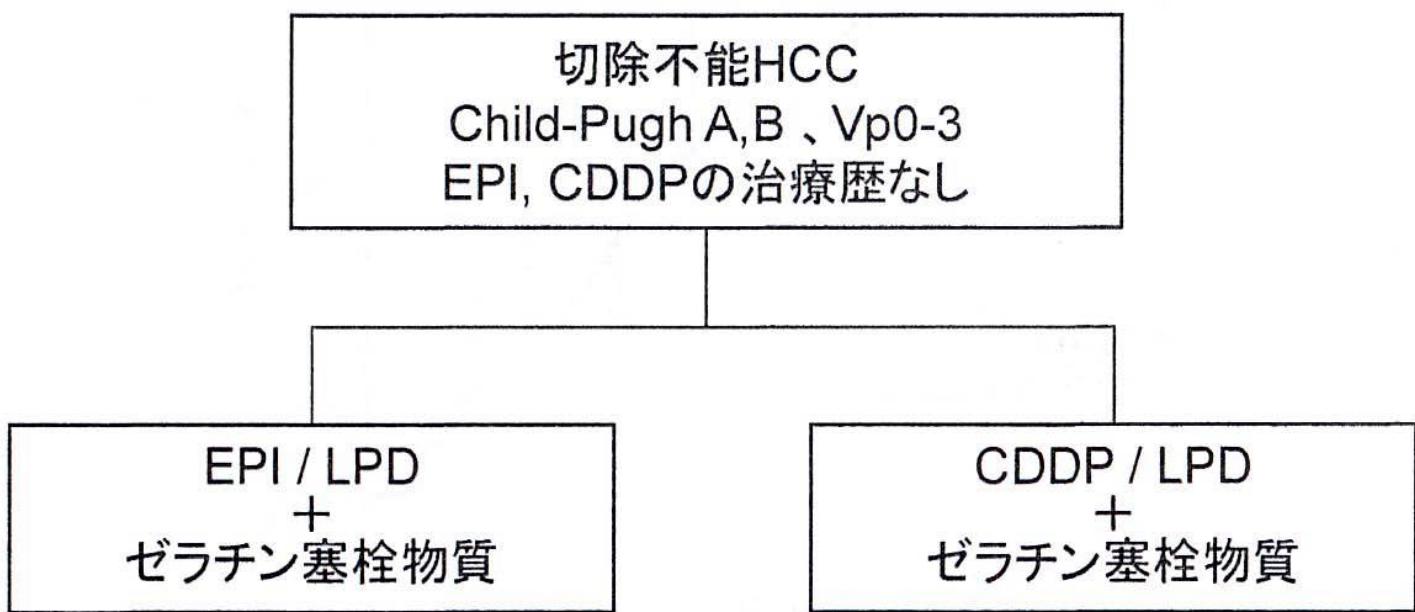 切除不能HCC
Child-Pugh A,B 、Vp0-3
EPI, CDDPの治療歴なし
EPI / LPD
+
ゼラチン塞栓物質
CDDP / LPD
+
ゼラチン塞栓物質